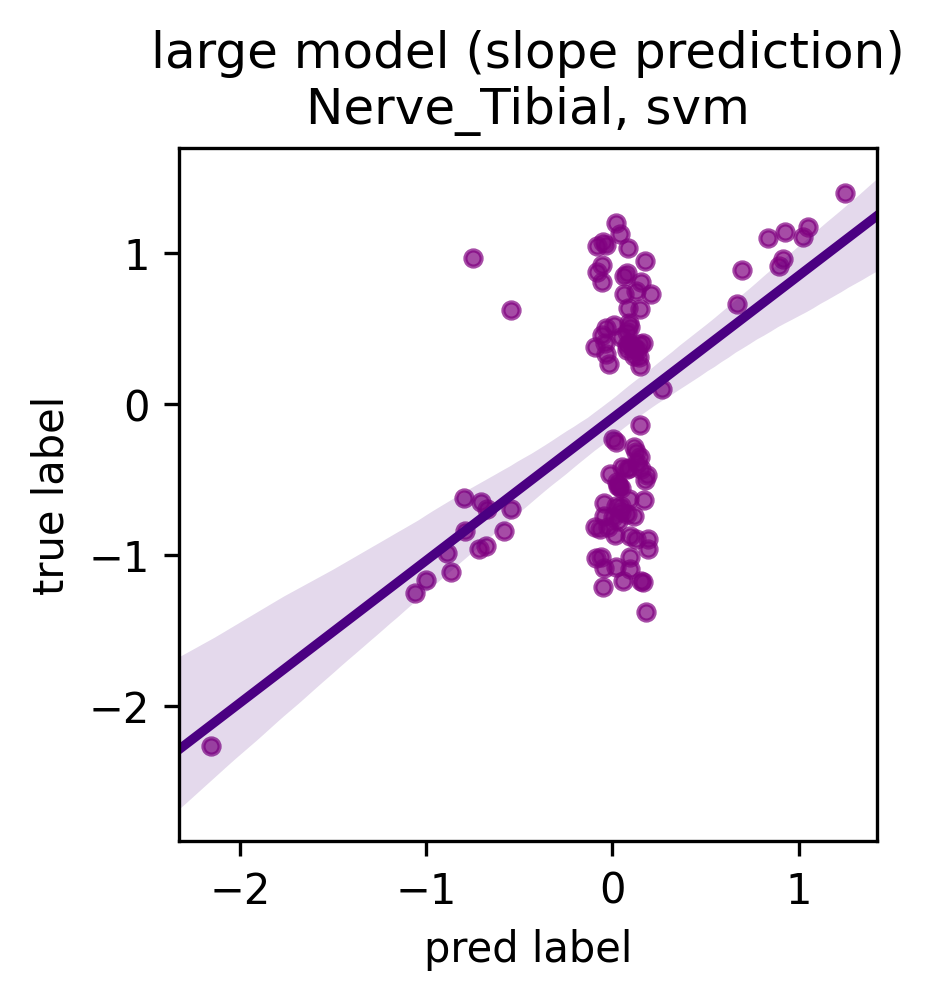 large model (slope prediction)
Nerve_Tibial, svm
1
0
−1
−2
true label
−2
−1
0
1
pred label